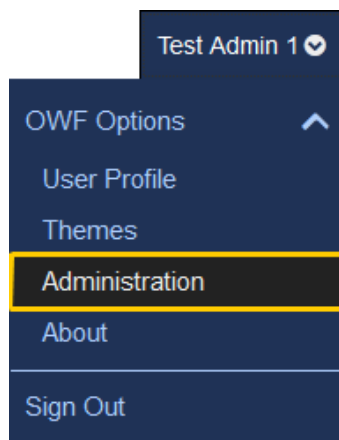 Test Admin 1
OWF Options
User Profile
Themes
Administration
About
Sign Out